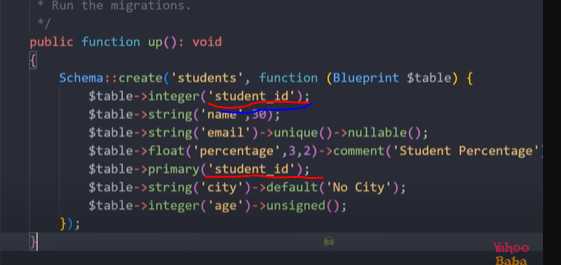 * Run the migrations.
*/
public function up(): void
{
Schema::create('students', function (Blueprint $table) {
$table->integer('student_id');
$table->string('name',30);
$table->string('email')->unique()->nullable();
$table->float('percentage',3,2)->comment('Student Percentage'
$table->primary('student_id');
$table->string('city')->default('No City');
$table->integer('age')->unsigned();
});
}
Yahoo
Baba